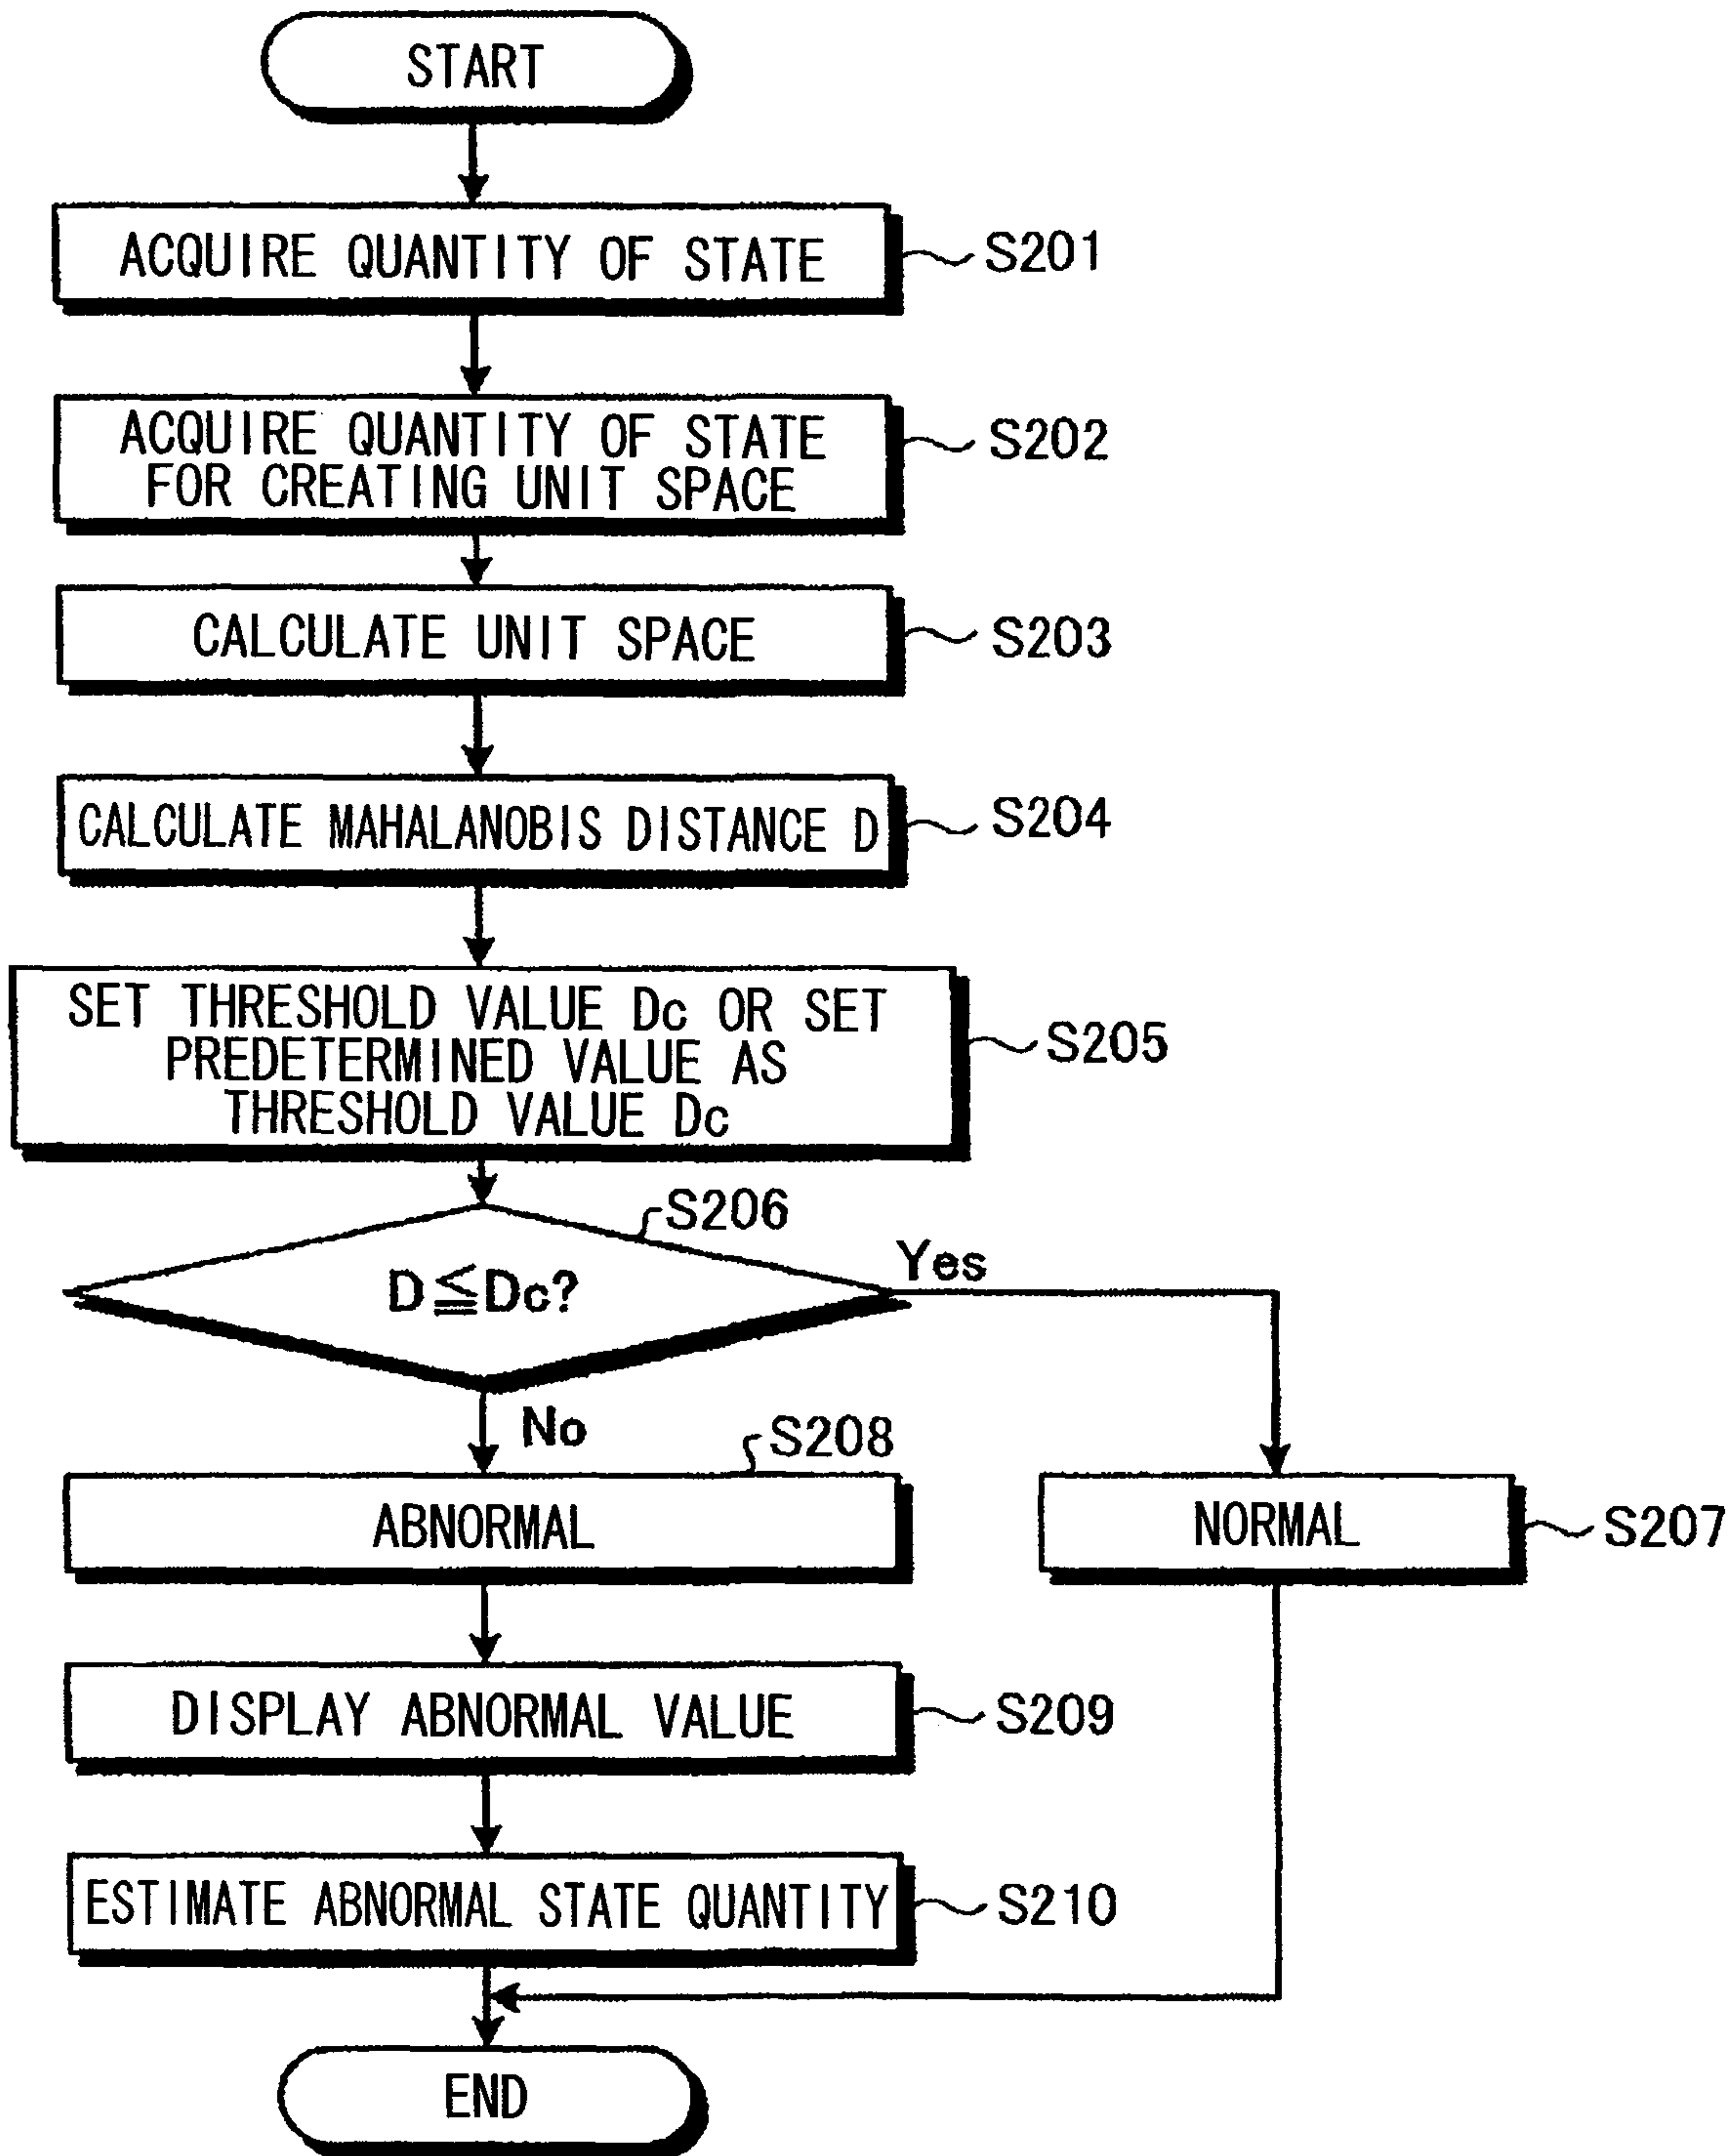 START
ACQUIRE QUANTITY OF STATE
S201
ACQUIRE QUANTITY OF STATE
FOR CREATING UNIT SPACE
S202
CALCULATE UNIT SPACE
S203
CALCULATE MAHALANOBIS DISTANCE D
S204
SET THRESHOLD VALUE Dc OR SET
PREDETERMINED VALUE AS
THRESHOLD VALUE Dc
S205
S206
D≦Dc?
Yes
No
S208
ABNORMAL
NORMAL
S207
DISPLAY ABNORMAL VALUE
S209
ESTIMATE ABNORMAL STATE QUANTITY
S210
END